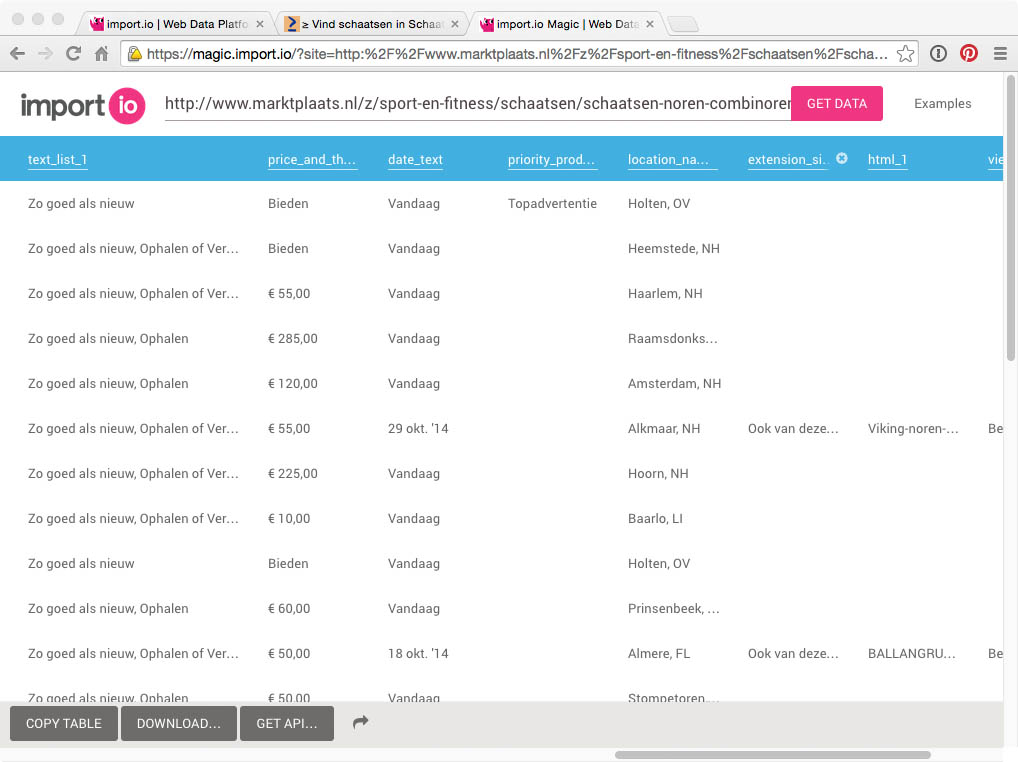 import.io | Web Data Platfo
≥ Vind schaatsen in Schaat
import.io Magic | Web Data
https://magic.import.io/?site=http:%2F%2Fwww.marktplaats.nl%2Fz%2Fsport-en-fitness%2Fschaatsen%2Fscha...
import io http://www.marktplaats.nl/z/sport-en-fitness/schaatsen/schaatsen-noren-combinoren GET DATA Examples
text_list_1 price_and_th... date_text priority_prod... location_na... extension_si... html_1 vie
Zo goed als nieuw Bieden Vandaag Topadvertentie Holten, OV
Zo goed als nieuw, Ophalen of Ver... Bieden Vandaag Heemstede, NH
Zo goed als nieuw, Ophalen of Ver... € 55,00 Vandaag Haarlem, NH
Zo goed als nieuw, Ophalen € 285,00 Vandaag Raamsdonks...
Zo goed als nieuw, Ophalen € 120,00 Vandaag Amsterdam, NH
Zo goed als nieuw, Ophalen of Ver... € 55,00 29 okt. '14 Alkmaar, NH Ook van deze... Viking-noren-... Be
Zo goed als nieuw, Ophalen of Ver... € 225,00 Vandaag Hoorn, NH
Zo goed als nieuw, Ophalen of Ver... € 10,00 Vandaag Baarlo, LI
Zo goed als nieuw Bieden Vandaag Holten, OV
Zo goed als nieuw, Ophalen € 60,00 Vandaag Prinsenbeek, ...
Zo goed als nieuw, Ophalen of Ver... € 50,00 18 okt. '14 Almere, FL Ook van deze... BALLANGRU... Be
Zo goed als nieuw, Ophalen € 50,00 Vandaag Stompetoren...
COPY TABLE DOWNLOAD... GET API...